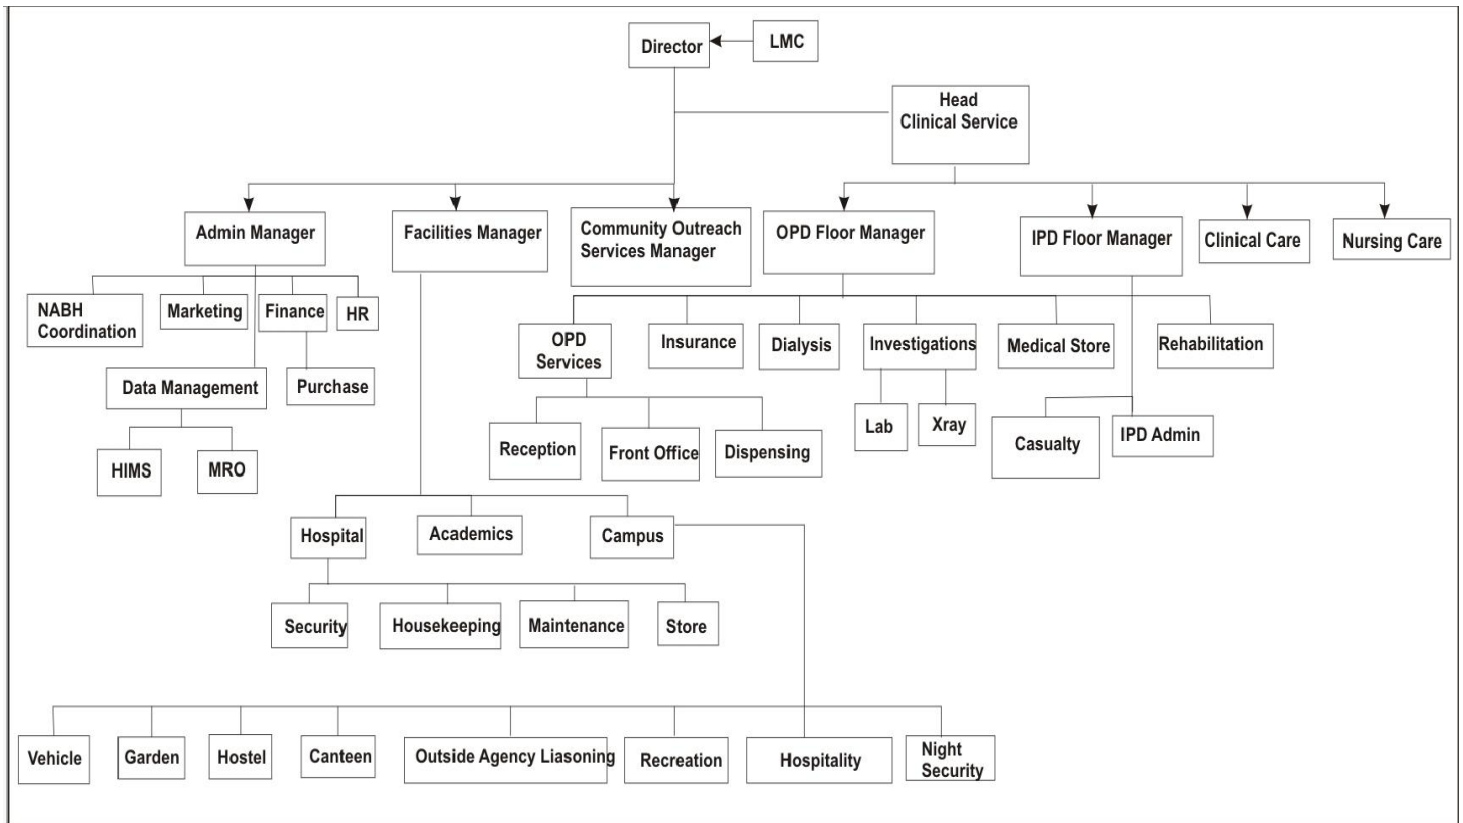 Director
LMC
Head
Clinical Service
Admin Manager
Facilities Manager
Community Outreach
Services Manager
OPD Floor Manager
IPD Floor Manager
Clinical Care
Nursing Care
NABH
Coordination
Marketing
Finance
HR
OPD
Services
Insurance
Dialysis
Investigations
Medical Store
Rehabilitation
Data Management
Purchase
Lab
Xray
Casualty
IPD Admin
Reception
Front Office
Dispensing
HIMS
MRO
Hospital
Academics
Campus
Security
Housekeeping
Maintenance
Store
Vehicle
Garden
Hostel
Canteen
Outside Agency Liasoning
Recreation
Hospitality
Night
Security